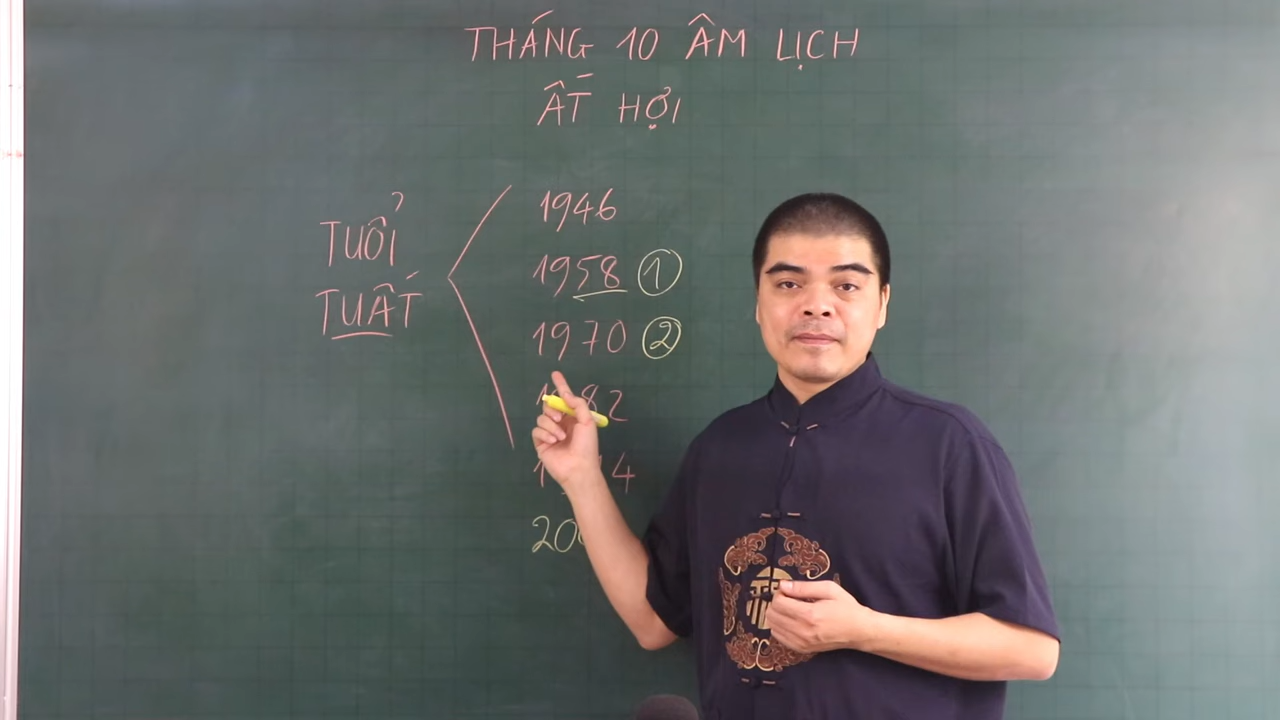 THÁNG 10 ÂM LỊCH
ẤT HỢI
TUỔI
TUẤT
1946
1958 ①
1970 ②